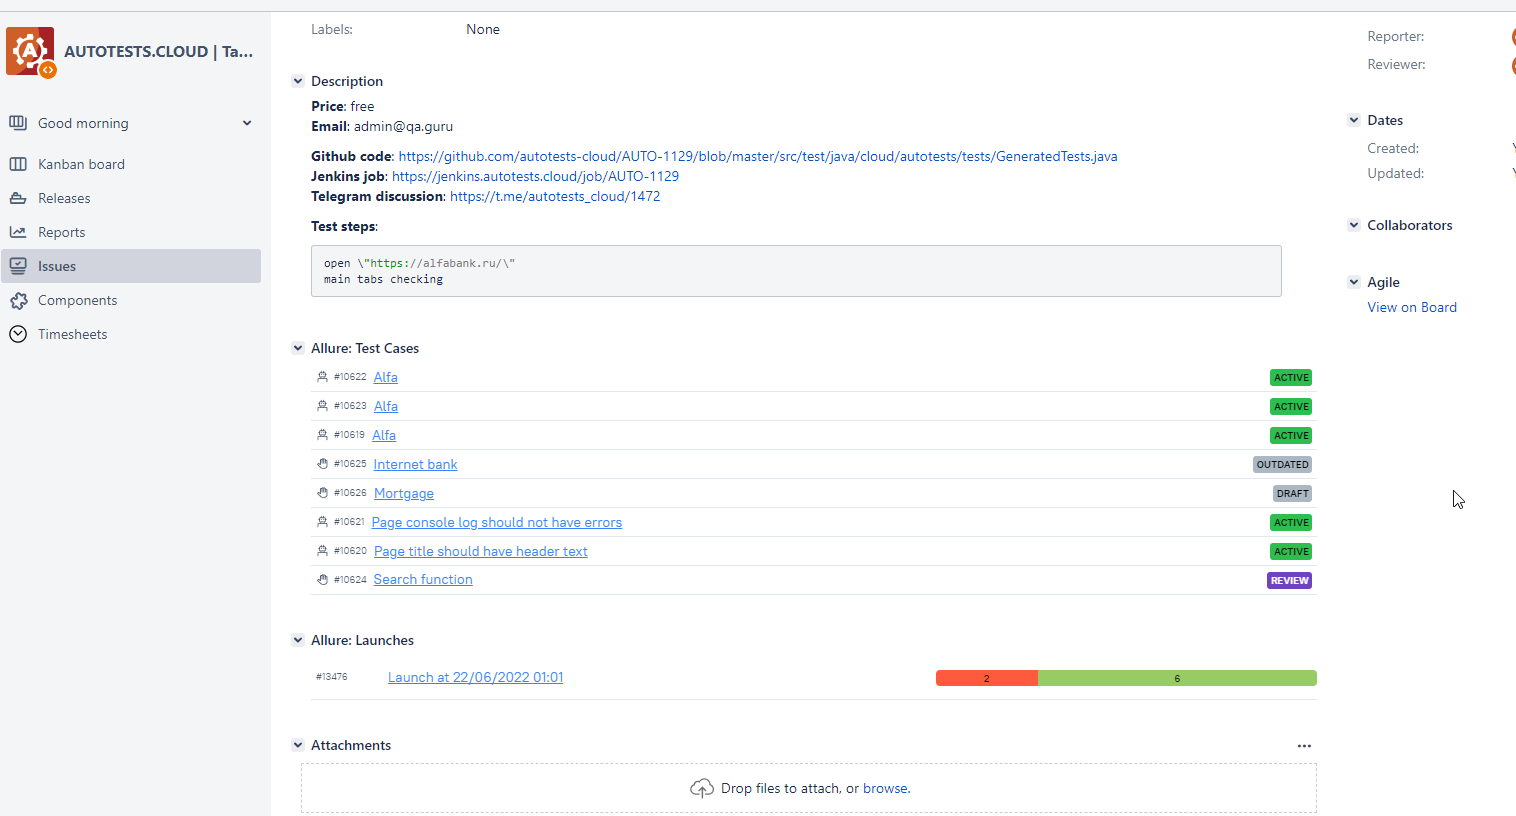 AUTOTESTS.CLOUD | Ta...
Good morning
Kanban board
Releases
Reports
Issues
Components
Timesheets
Labels: None
Description
Price: free
Email: admin@qa.guru
Github code: https://github.com/autotests-cloud/AUTO-1129/blob/master/src/test/java/cloud/autotests/tests/GeneratedTests.java
Jenkins job: https://jenkins.autotests.cloud/job/AUTO-1129
Telegram discussion: https://t.me/autotests_cloud/1472
Test steps:
open \"https://alfabank.ru/\"
main tabs checking
Allure: Test Cases
#10622 Alfa ACTIVE
#10623 Alfa ACTIVE
#10619 Alfa ACTIVE
#10625 Internet bank OUTDATED
#10626 Mortgage DRAFT
#10621 Page console log should not have errors ACTIVE
#10620 Page title should have header text ACTIVE
#10624 Search function REVIEW
Allure: Launches
#13476 Launch at 22/06/2022 01:01 2 6
Attachments
Drop files to attach, or browse.
Reporter:
Reviewer:
Dates
Created:
Updated:
Collaborators
Agile
View on Board